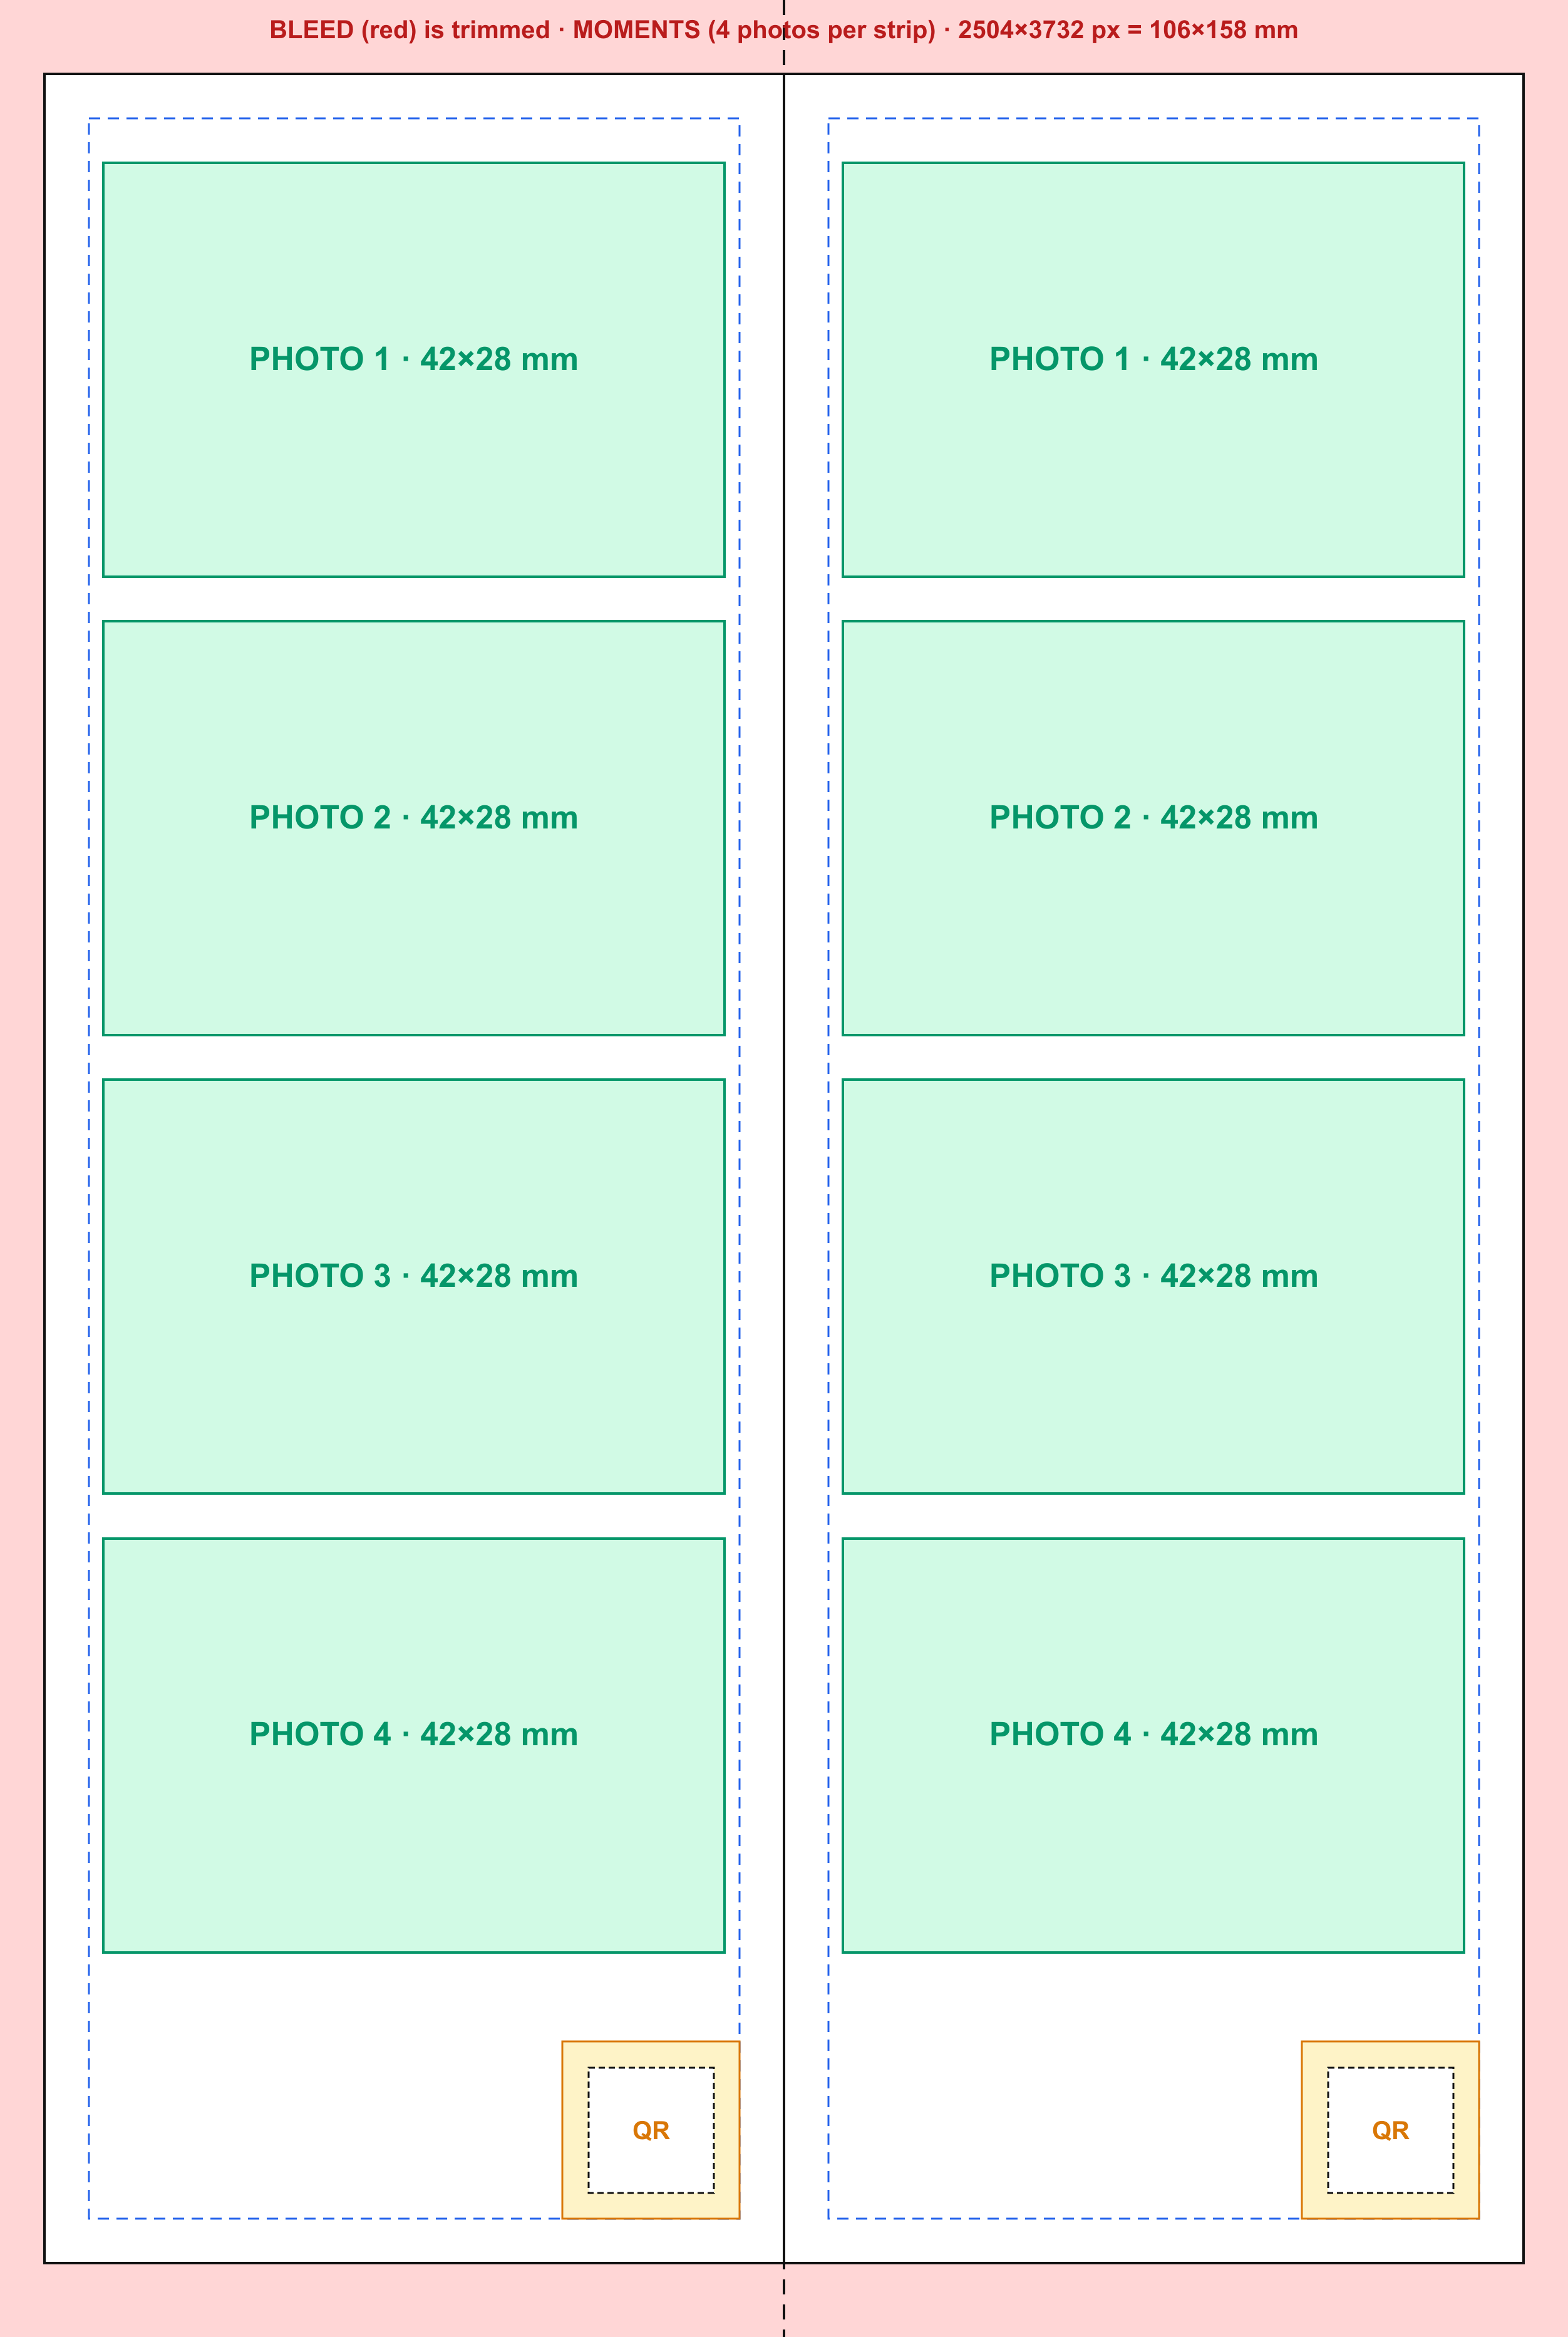 BLEED (red) is trimmed · MOMENTS (4 photos per strip) · 2504×3732 px = 106×158 mm
PHOTO 1 · 42×28 mm
PHOTO 1 · 42×28 mm
PHOTO 2 · 42×28 mm
PHOTO 2 · 42×28 mm
PHOTO 3 · 42×28 mm
PHOTO 3 · 42×28 mm
PHOTO 4 · 42×28 mm
PHOTO 4 · 42×28 mm
QR
QR